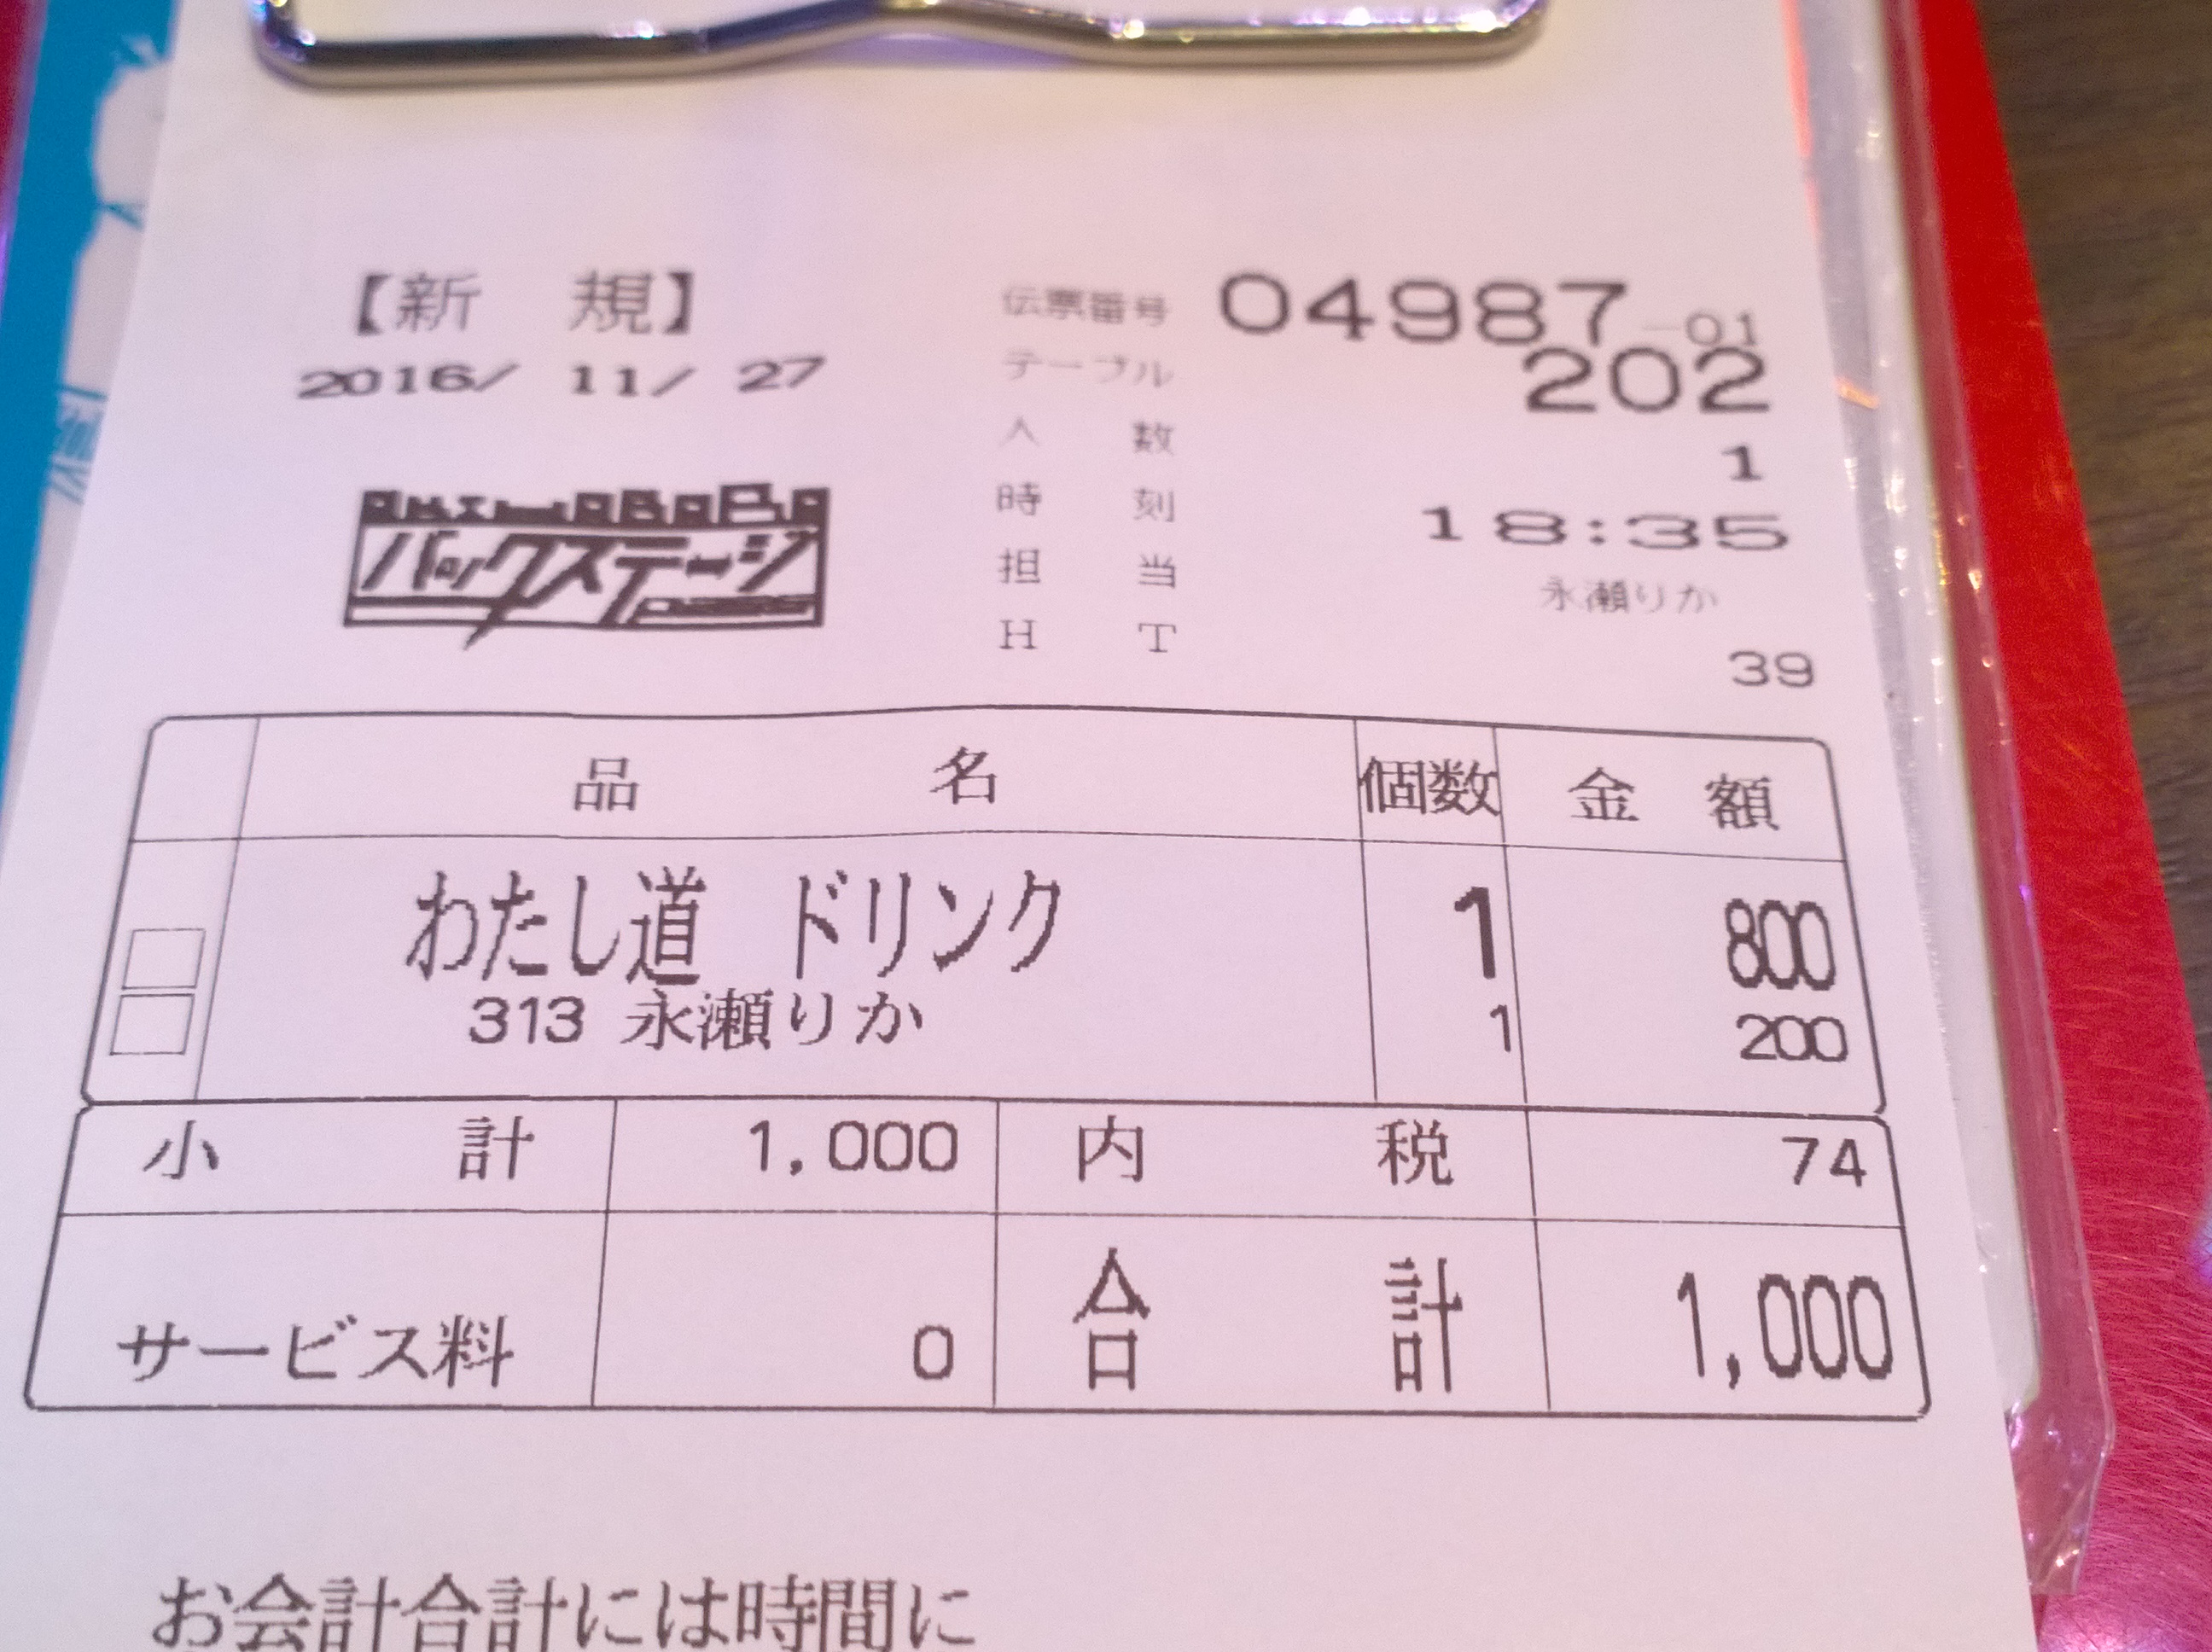 【新　規】
2016/ 11/ 27
AKIHABARA
バックステージ
伝票番号 04987-01
テーブル 202
人　数 1
時　刻 18:35
担　当 永瀬りか
H　T 39
品　名 個数 金　額
わたし道　ドリンク 1 800
313 永瀬りか 1 200
小　計 1,000 内　税 74
サービス料 0 合　計 1,000
お会計合計には時間に